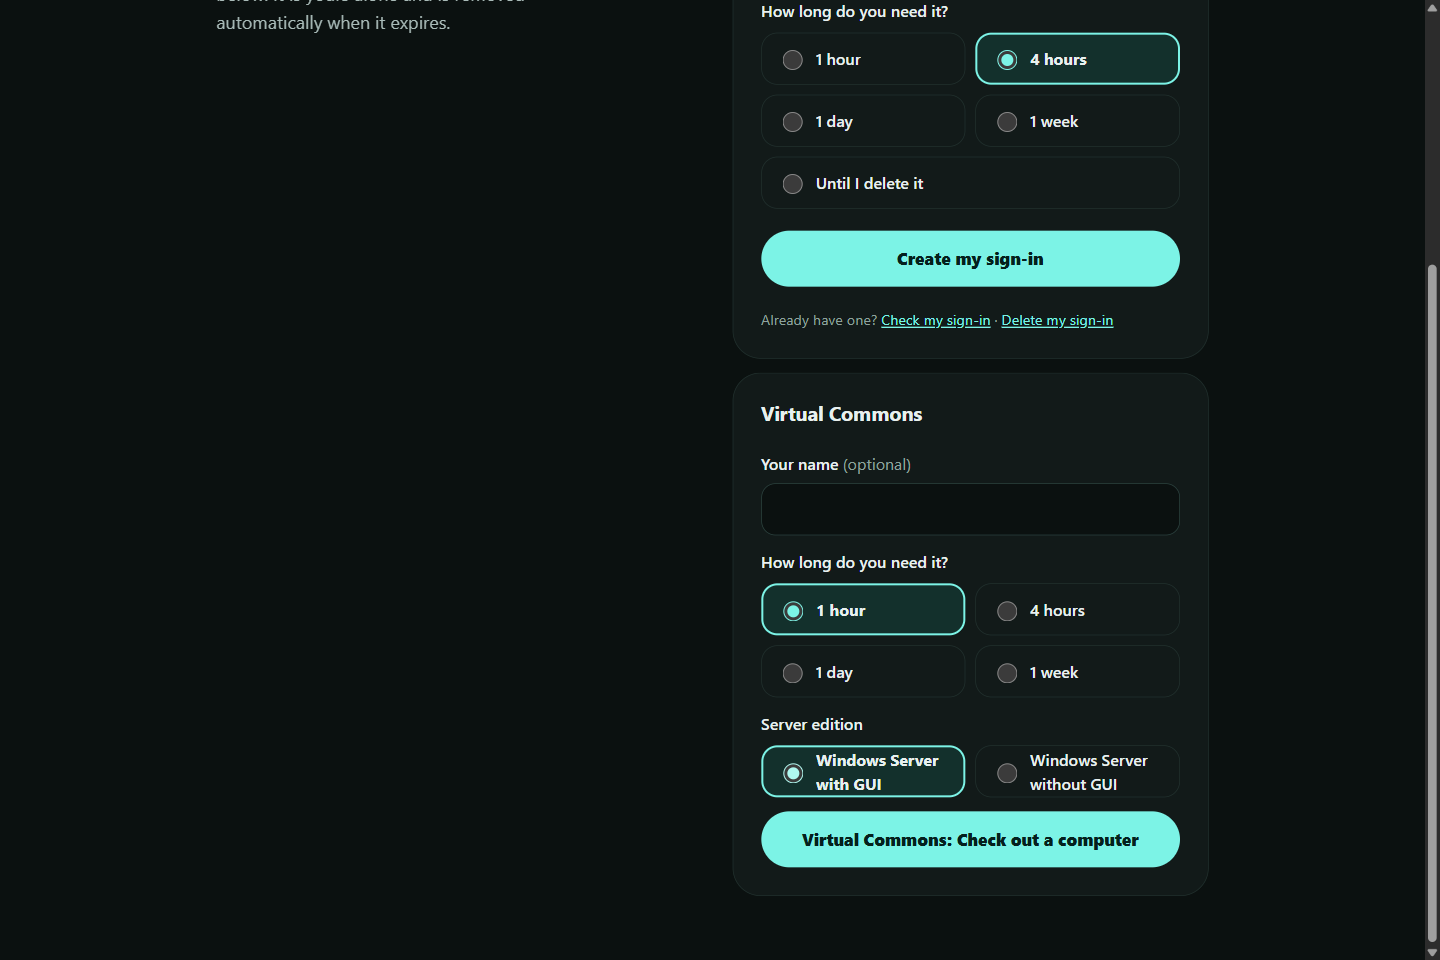 automatically when it expires.
How long do you need it?
1 hour
4 hours
1 day
1 week
Until I delete it
Create my sign-in
Already have one? Check my sign-in · Delete my sign-in
Virtual Commons
Your name (optional)
How long do you need it?
1 hour
4 hours
1 day
1 week
Server edition
Windows Server
with GUI
Windows Server
without GUI
Virtual Commons: Check out a computer